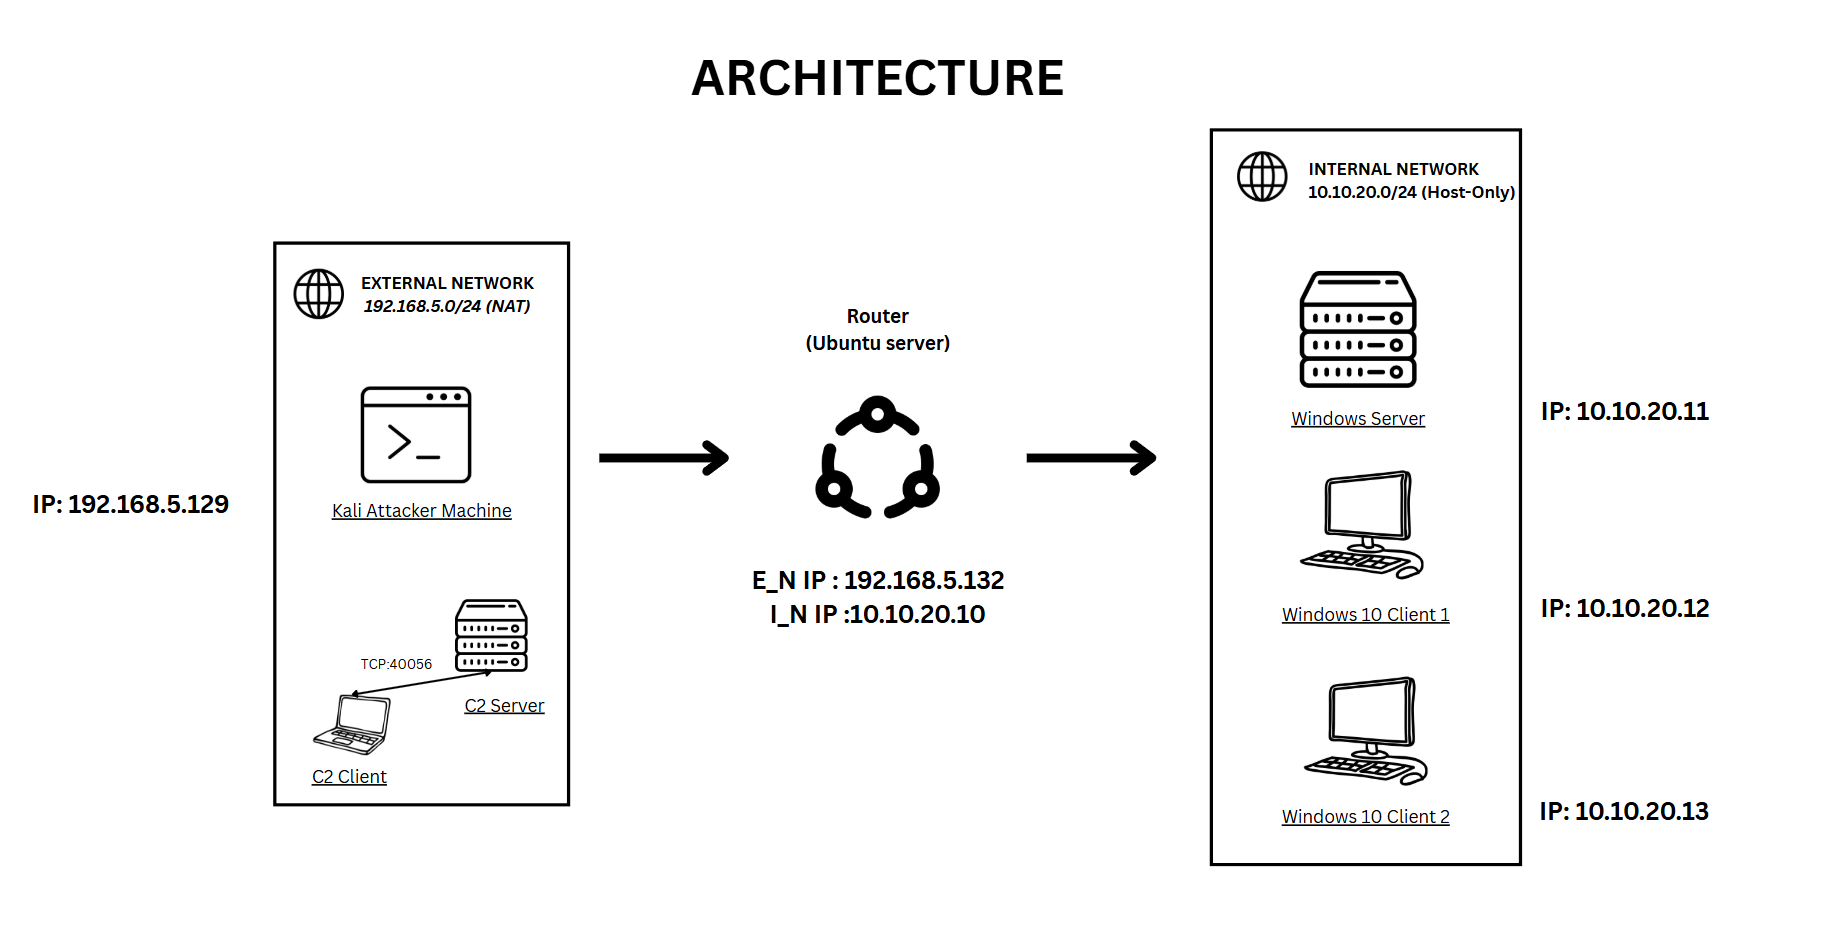 ARCHITECTURE
EXTERNAL NETWORK
192.168.5.0/24 (NAT)
Kali Attacker Machine
IP: 192.168.5.129
TCP:40056
C2 Server
C2 Client
Router
(Ubuntu server)
E_N IP : 192.168.5.132
I_N IP :10.10.20.10
INTERNAL NETWORK
10.10.20.0/24 (Host-Only)
Windows Server
IP: 10.10.20.11
Windows 10 Client 1
IP: 10.10.20.12
Windows 10 Client 2
IP: 10.10.20.13